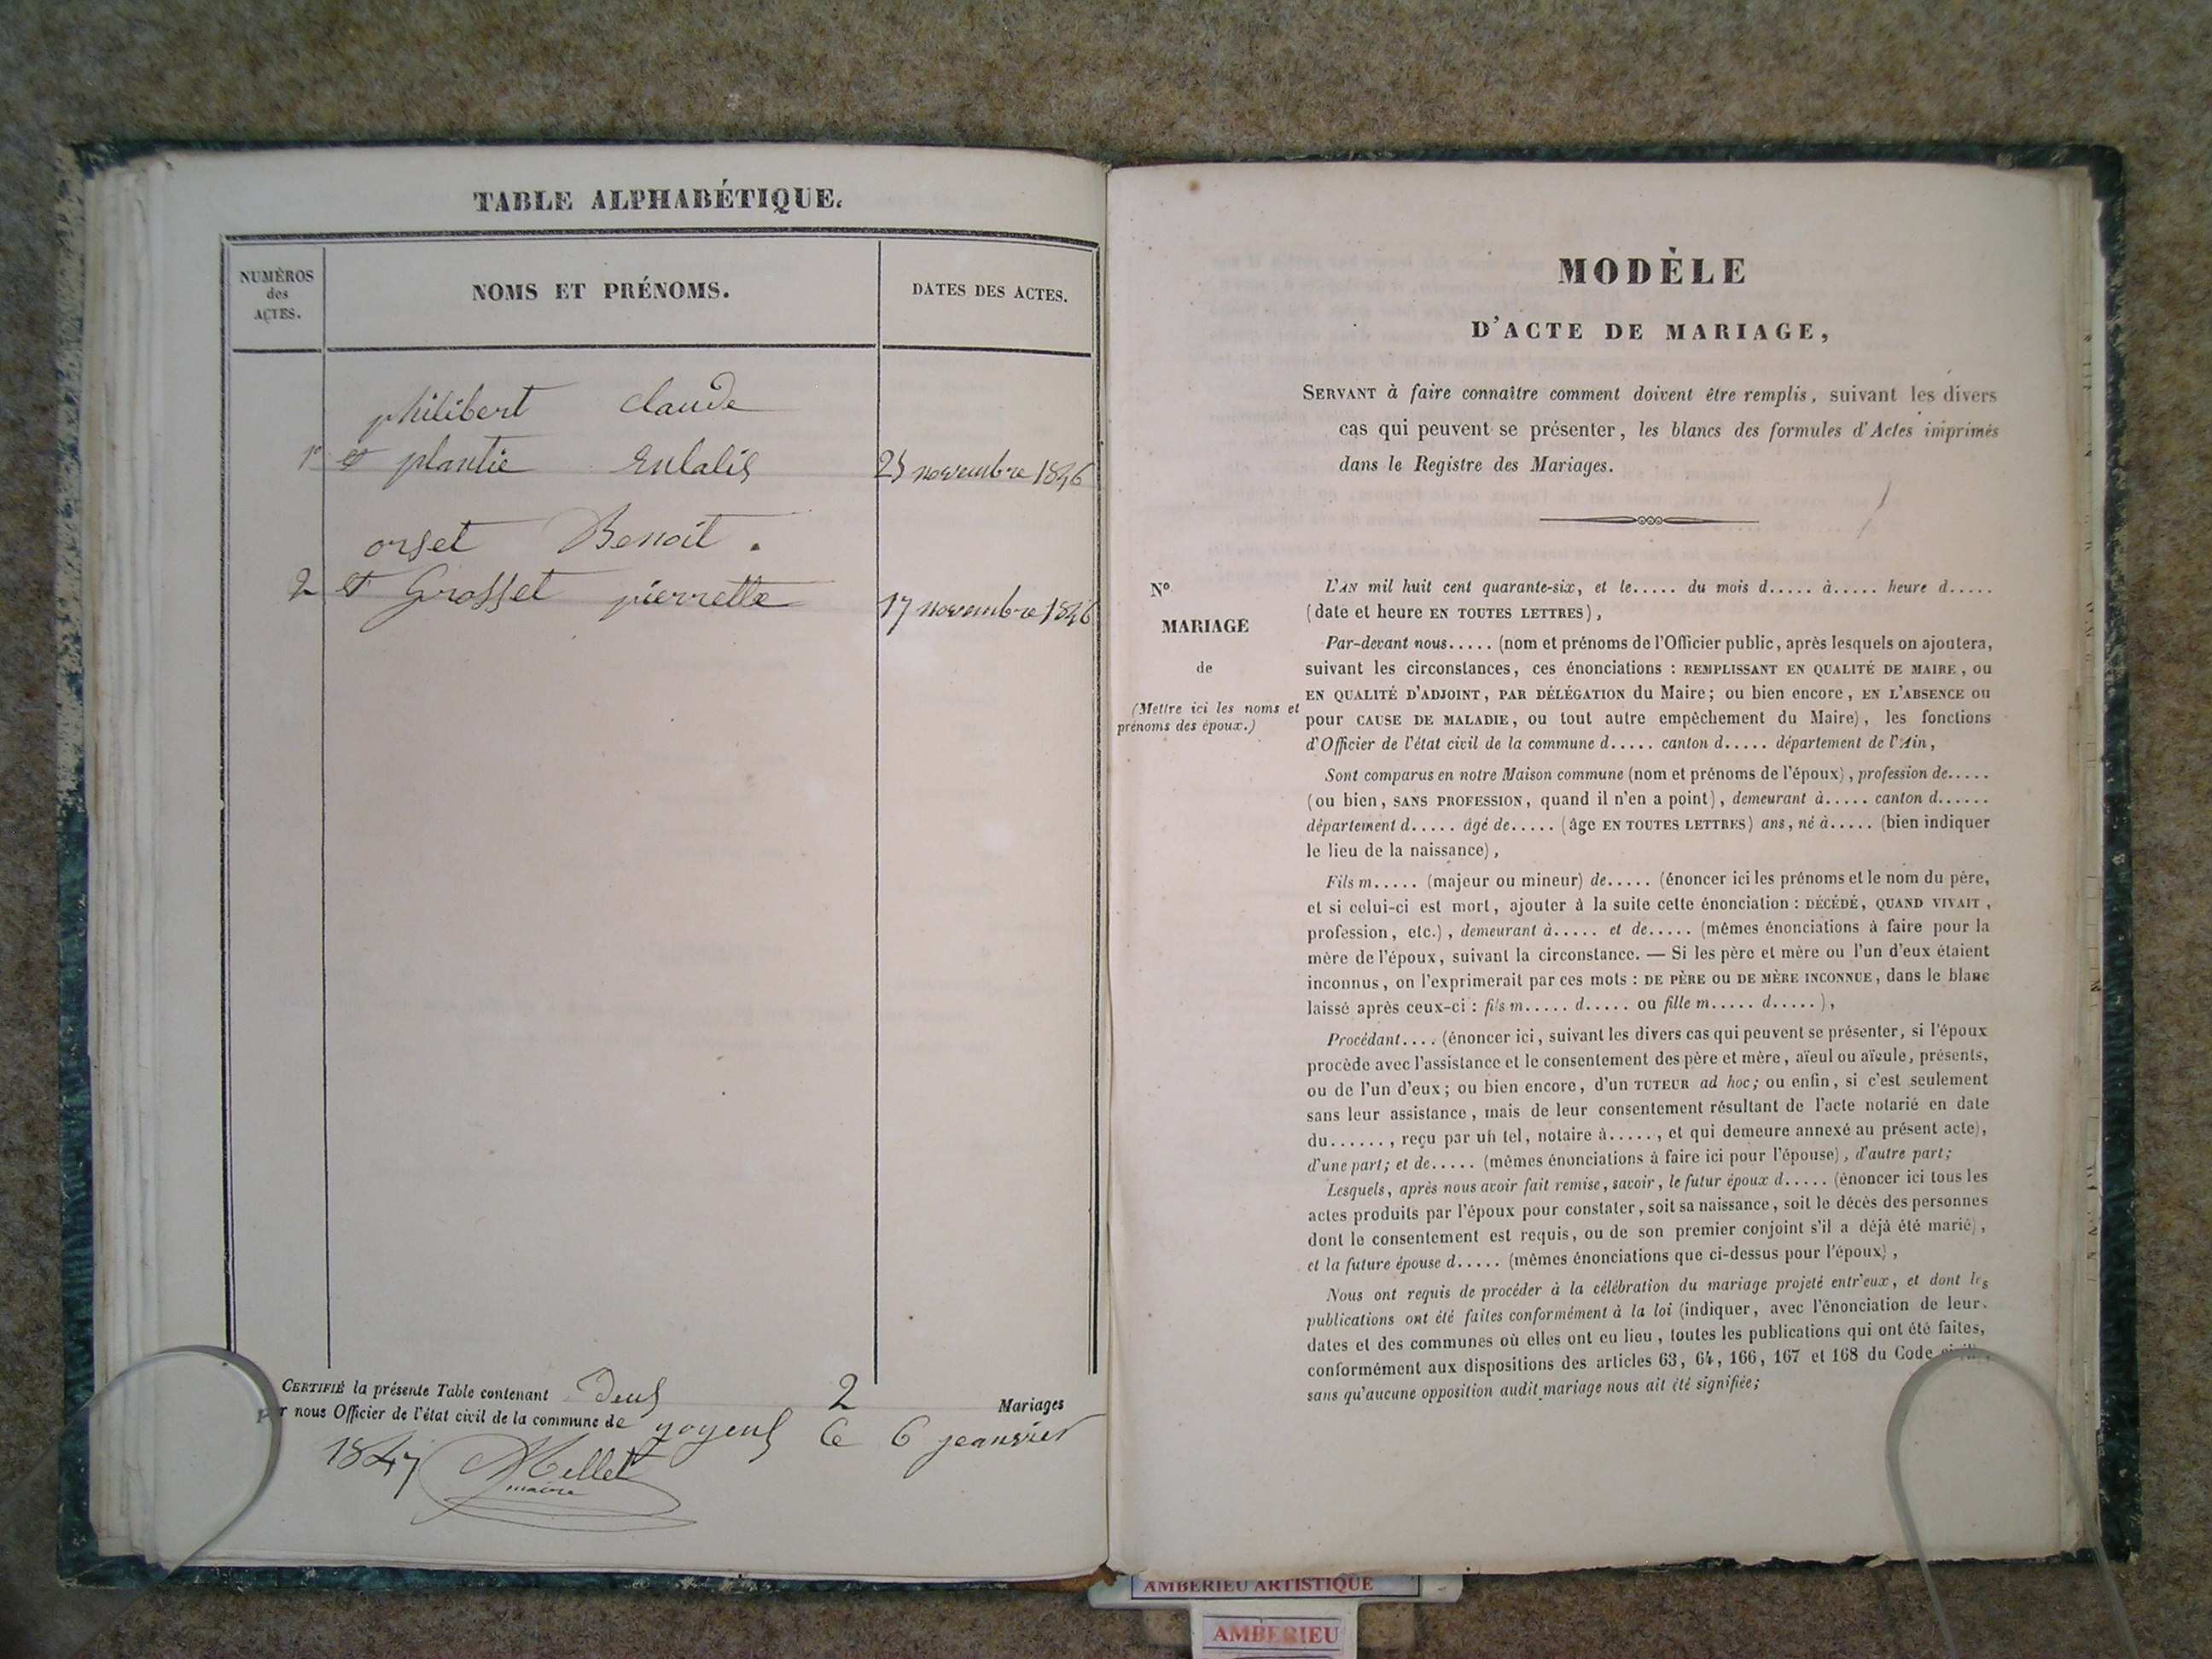 TABLE ALPHABÉTIQUE.
NUMÉROS
des
ACTES.
NOMS ET PRÉNOMS.
DATES DES ACTES.
philibert claude
1er et plantie Eulalis 25 novembre 1846
orset Benoit.
2 et Grosset pierrette 17 novembre 1846
CERTIFIÉ la présente Table contenant deux 2 Mariages
par nous Officier de l'état civil de la commune de yoyeux le 6 jeanvier
1847 Millet
maire
MODÈLE
D'ACTE DE MARIAGE,
SERVANT à faire connaître comment doivent être remplis, suivant les divers
cas qui peuvent se présenter, les blancs des formules d'Actes imprimés
dans le Registre des Mariages.
N°
MARIAGE
de
(Mettre ici les noms et
prénoms des époux.)
L'AN mil huit cent quarante-six, et le..... du mois d..... à..... heure d.....
(date et heure EN TOUTES LETTRES),
Par-devant nous..... (nom et prénoms de l'Officier public, après lesquels on ajoutera,
suivant les circonstances, ces énonciations : REMPLISSANT EN QUALITÉ DE MAIRE, ou
EN QUALITÉ D'ADJOINT, PAR DÉLÉGATION du Maire; ou bien encore, EN L'ABSENCE ou
pour CAUSE DE MALADIE, ou tout autre empêchement du Maire), les fonctions
d'Officier de l'état civil de la commune d..... canton d..... département de l'Ain,
Sont comparus en notre Maison commune (nom et prénoms de l'époux), profession de.....
(ou bien, SANS PROFESSION, quand il n'en a point), demeurant à..... canton d......
département d..... âgé de..... (âge EN TOUTES LETTRES) ans, né à..... (bien indiquer
le lieu de la naissance),
Fils m..... (majeur ou mineur) de..... (énoncer ici les prénoms et le nom du père,
et si celui-ci est mort, ajouter à la suite cette énonciation : DÉCÉDÉ, QUAND VIVAIT,
profession, etc.), demeurant à..... et de..... (mêmes énonciations à faire pour la
mère de l'époux, suivant la circonstance. — Si les père et mère ou l'un d'eux étaient
inconnus, on l'exprimerait par ces mots : DE PÈRE OU DE MÈRE INCONNUE, dans le blanc
laissé après ceux-ci : fils m..... d..... ou fille m..... d.....),
Procédant.... (énoncer ici, suivant les divers cas qui peuvent se présenter, si l'époux
procède avec l'assistance et le consentement des père et mère, aïeul ou aïeule, présents,
ou de l'un d'eux; ou bien encore, d'un TUTEUR ad hoc; ou enfin, si c'est seulement
sans leur assistance, mais de leur consentement résultant de l'acte notarié en date
du......, reçu par un tel, notaire à....., et qui demeure annexé au présent acte),
d'une part; et de..... (mêmes énonciations à faire ici pour l'épouse), d'autre part;
Lesquels, après nous avoir fait remise, savoir, le futur époux d..... (énoncer ici tous les
actes produits par l'époux pour constater, soit sa naissance, soit le décès des personnes
dont le consentement est requis, ou de son premier conjoint s'il a déjà été marié),
et la future épouse d..... (mêmes énonciations que ci-dessus pour l'époux),
Nous ont requis de procéder à la célébration du mariage projeté entr'eux, et dont les
publications ont été faites conformément à la loi (indiquer, avec l'énonciation de leurs
dates et des communes où elles ont eu lieu, toutes les publications qui ont été faites,
conformément aux dispositions des articles 63, 64, 166, 167 et 168 du Code civil),
sans qu'aucune opposition audit mariage nous ait été signifiée;
AMBERIEU ARTISTIQUE
AMBERIEU